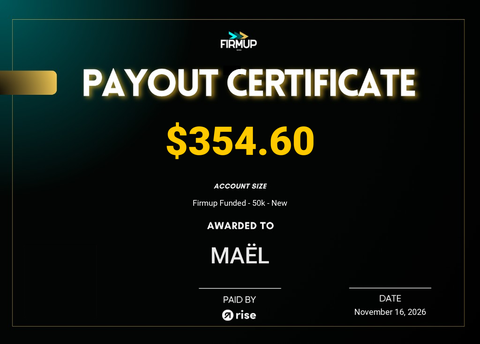 FIRMUP
PAYOUT CERTIFICATE
$354.60
ACCOUNT SIZE
Firmup Funded - 50k - New
AWARDED TO
MAËL
PAID BY
rise
DATE
November 16, 2026